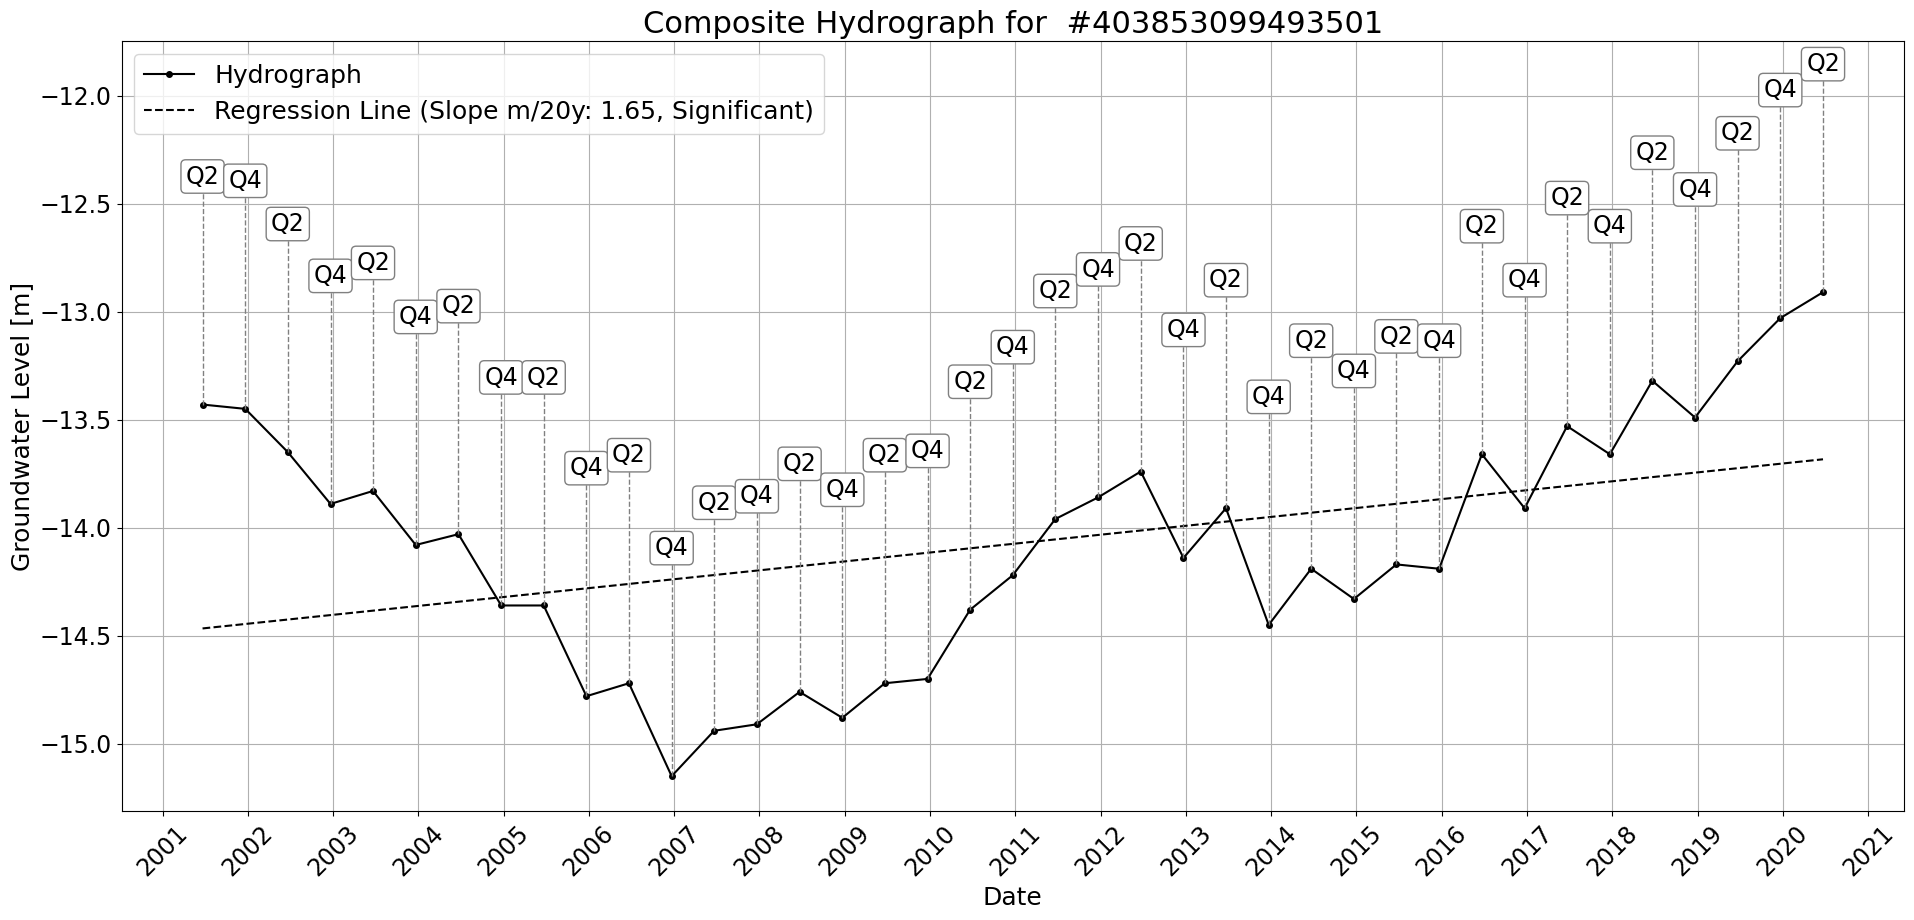 Composite Hydrograph for  #403853099493501
Hydrograph
Regression Line (Slope m/20y: 1.65, Significant)
Groundwater Level [m]
−12.0
−12.5
−13.0
−13.5
−14.0
−14.5
−15.0
Q2
Q4
Q2
Q4
Q2
Q4
Q2
Q4
Q2
Q4
Q2
Q4
Q2
Q4
Q2
Q4
Q2
Q4
Q2
Q4
Q2
Q4
Q2
Q4
Q2
Q4
Q2
Q4
Q2
Q4
Q2
Q4
Q2
Q4
Q2
Q4
Q2
Q4
Q2
2001
2002
2003
2004
2005
2006
2007
2008
2009
2010
2011
2012
2013
2014
2015
2016
2017
2018
2019
2020
2021
Date